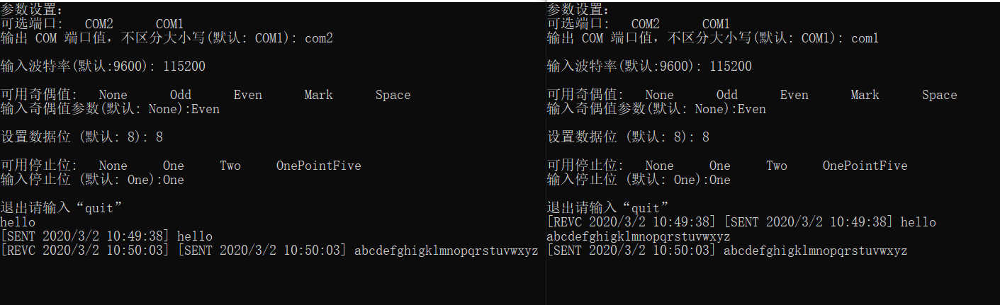 参数设置:
可选端口:   COM2      COM1
输出 COM 端口值，不区分大小写(默认: COM1): com2
输入波特率(默认:9600): 115200
可用奇偶值:   None      Odd      Even      Mark      Space
输入奇偶值参数(默认: None):Even
设置数据位 (默认: 8): 8
可用停止位:   None     One     Two     OnePointFive
输入停止位 (默认: One):One
退出请输入“quit”
hello
[SENT 2020/3/2 10:49:38] hello
[REVC 2020/3/2 10:50:03] [SENT 2020/3/2 10:50:03] abcdefghigklmnopqrstuvwxyz
参数设置:
可选端口:   COM2      COM1
输出 COM 端口值，不区分大小写(默认: COM1): com1
输入波特率(默认:9600): 115200
可用奇偶值:   None      Odd      Even      Mark      Space
输入奇偶值参数(默认: None):Even
设置数据位 (默认: 8): 8
可用停止位:   None     One     Two     OnePointFive
输入停止位 (默认: One):One
退出请输入“quit”
[REVC 2020/3/2 10:49:38] [SENT 2020/3/2 10:49:38] hello
abcdefghigklmnopqrstuvwxyz
[SENT 2020/3/2 10:50:03] abcdefghigklmnopqrstuvwxyz